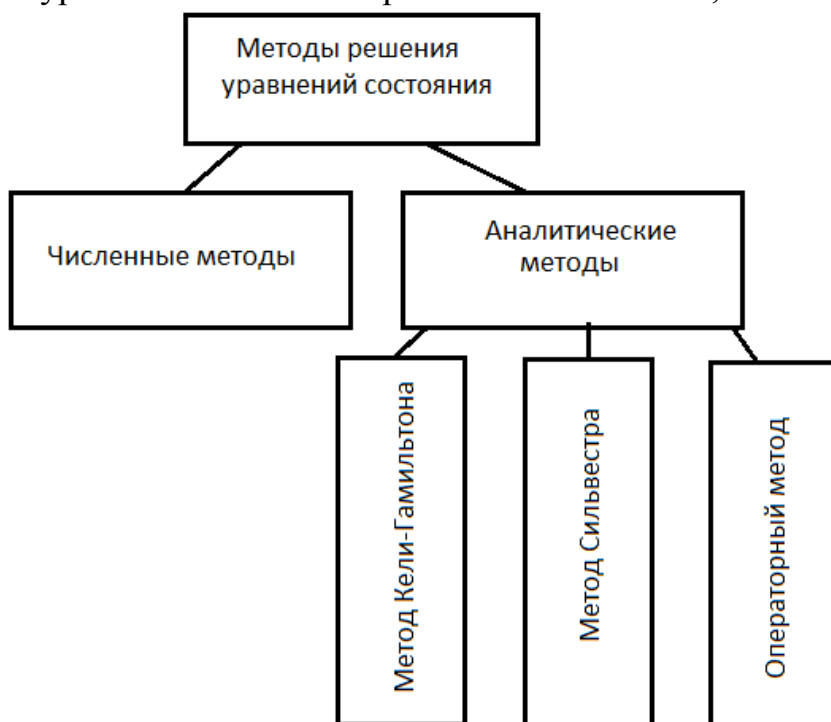 Методы решения
уравнений состояния
Численные методы
Аналитические
методы
Метод Кели-Гамильтона
Метод Сильвестра
Операторный метод